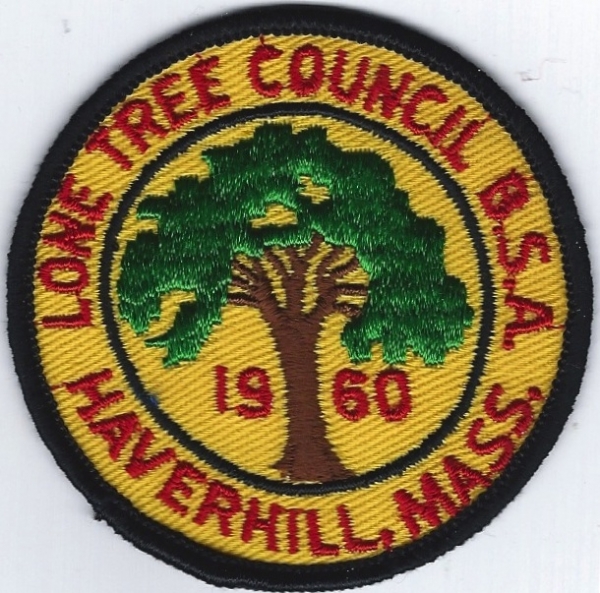 LONE TREE COUNCIL B.S.A.
19 60
HAVERHILL, MASS.